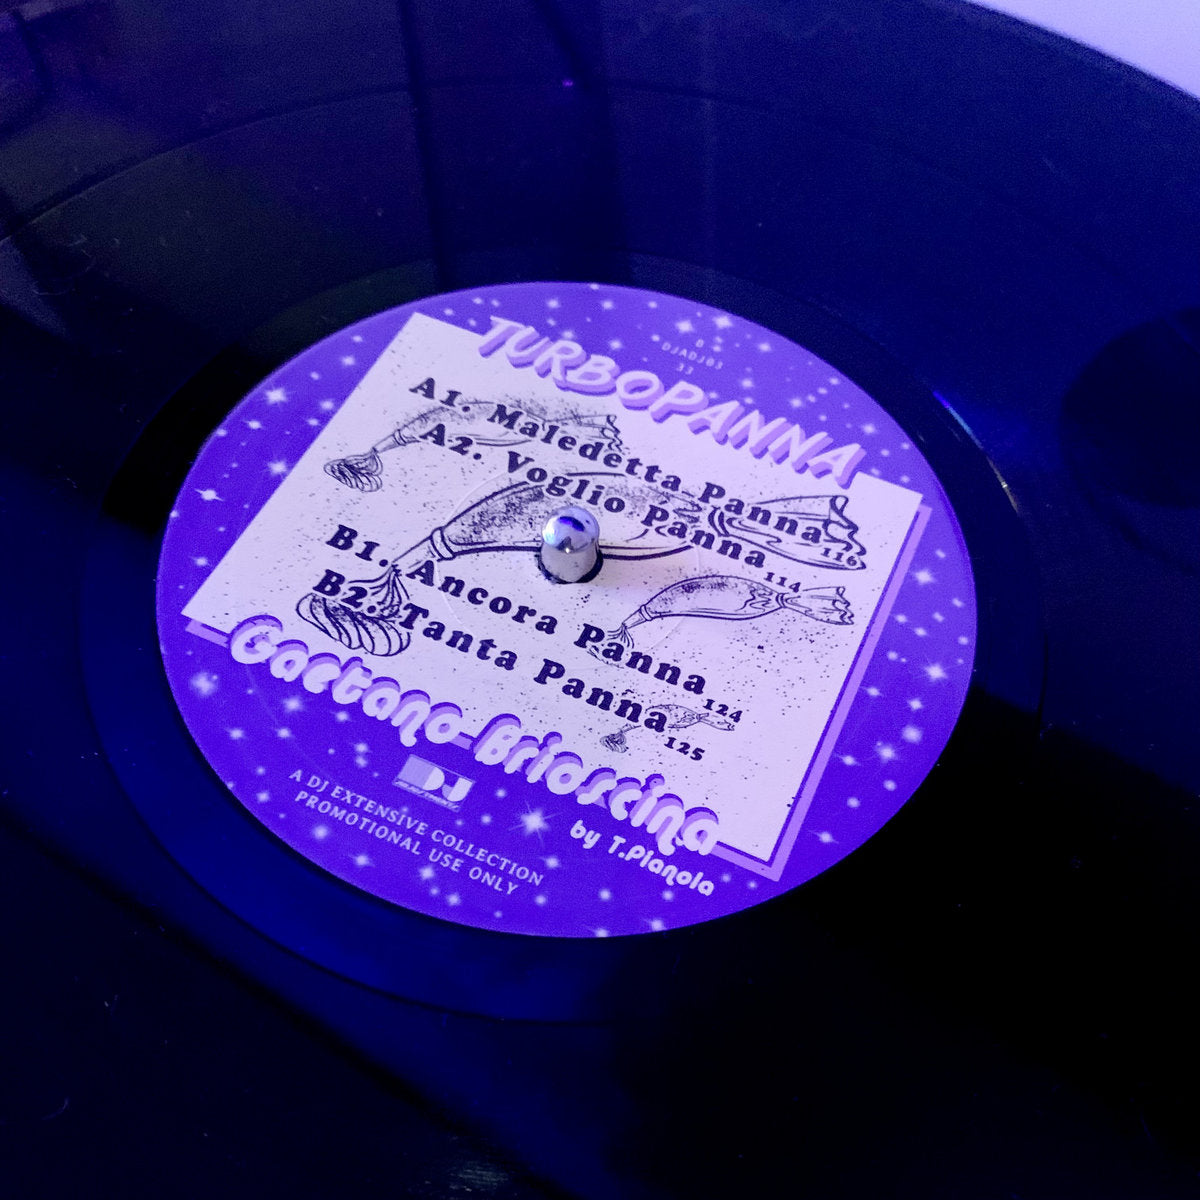 B
DJADJ03
33
TURBOPANNA
A1. Maledetta Panna 116
A2. Voglio Panna 114
B1. Ancora Panna 124
B2. Tanta Panna 125
Gaetano Brioscina
by T.Pianola
DJ
A DJ EXTENSIVE COLLECTION
PROMOTIONAL USE ONLY